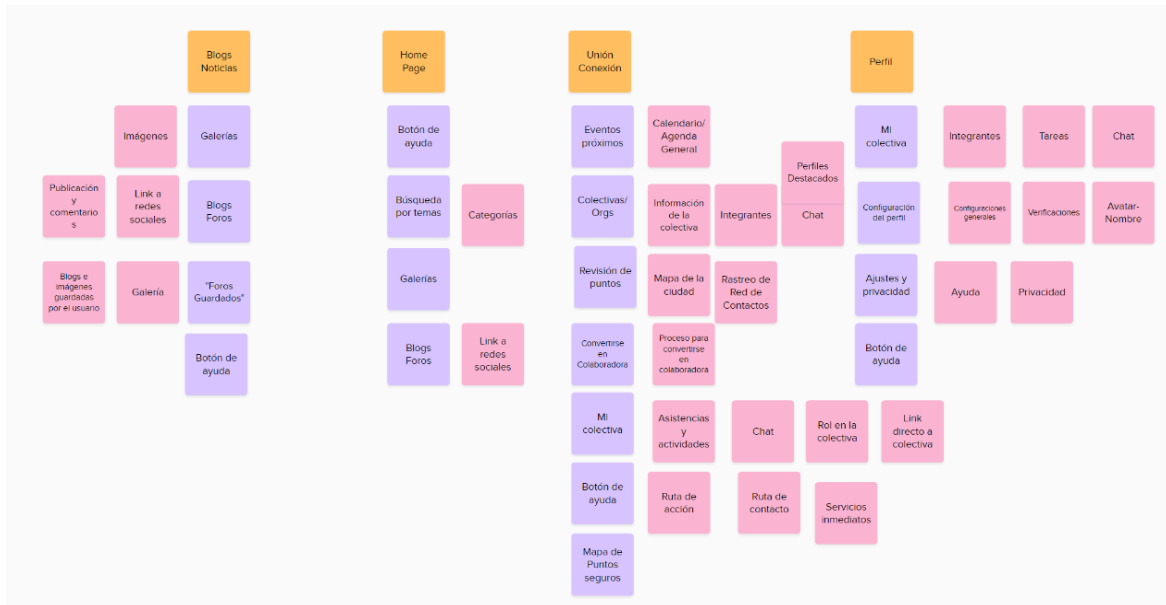 Blogs
Noticias
Imágenes
Galerías
Publicación
y
comentario
s
Link a
redes
sociales
Blogs
Foros
Blogs e
imágenes
guardadas
por el usuario
Galería
"Foros
Guardados"
Botón de
ayuda
Home
Page
Botón de
ayuda
Búsqueda
por temas
Categorías
Galerías
Blogs
Foros
Link a
redes
sociales
Unión
Conexión
Eventos
próximos
Calendario/
Agenda
General
Colectivas/
Orgs
Información
de la
colectiva
Integrantes
Perfiles
Destacados
Chat
Revisión de
puntos
Mapa de la
ciudad
Rastreo de
Red de
Contactos
Convertirse
en
Colaboradora
Proceso para
convertirse
en
colaboradora
Mi
colectiva
Asistencias
y
actividades
Chat
Rol en la
colectiva
Link
directo a
colectiva
Botón de
ayuda
Ruta de
acción
Ruta de
contacto
Servicios
inmediatos
Mapa de
Puntos
seguros
Perfil
Mi
colectiva
Integrantes
Tareas
Chat
Configuración
del perfil
Configuraciones
generales
Verificaciones
Avatar-
Nombre
Ajustes y
privacidad
Ayuda
Privacidad
Botón de
ayuda